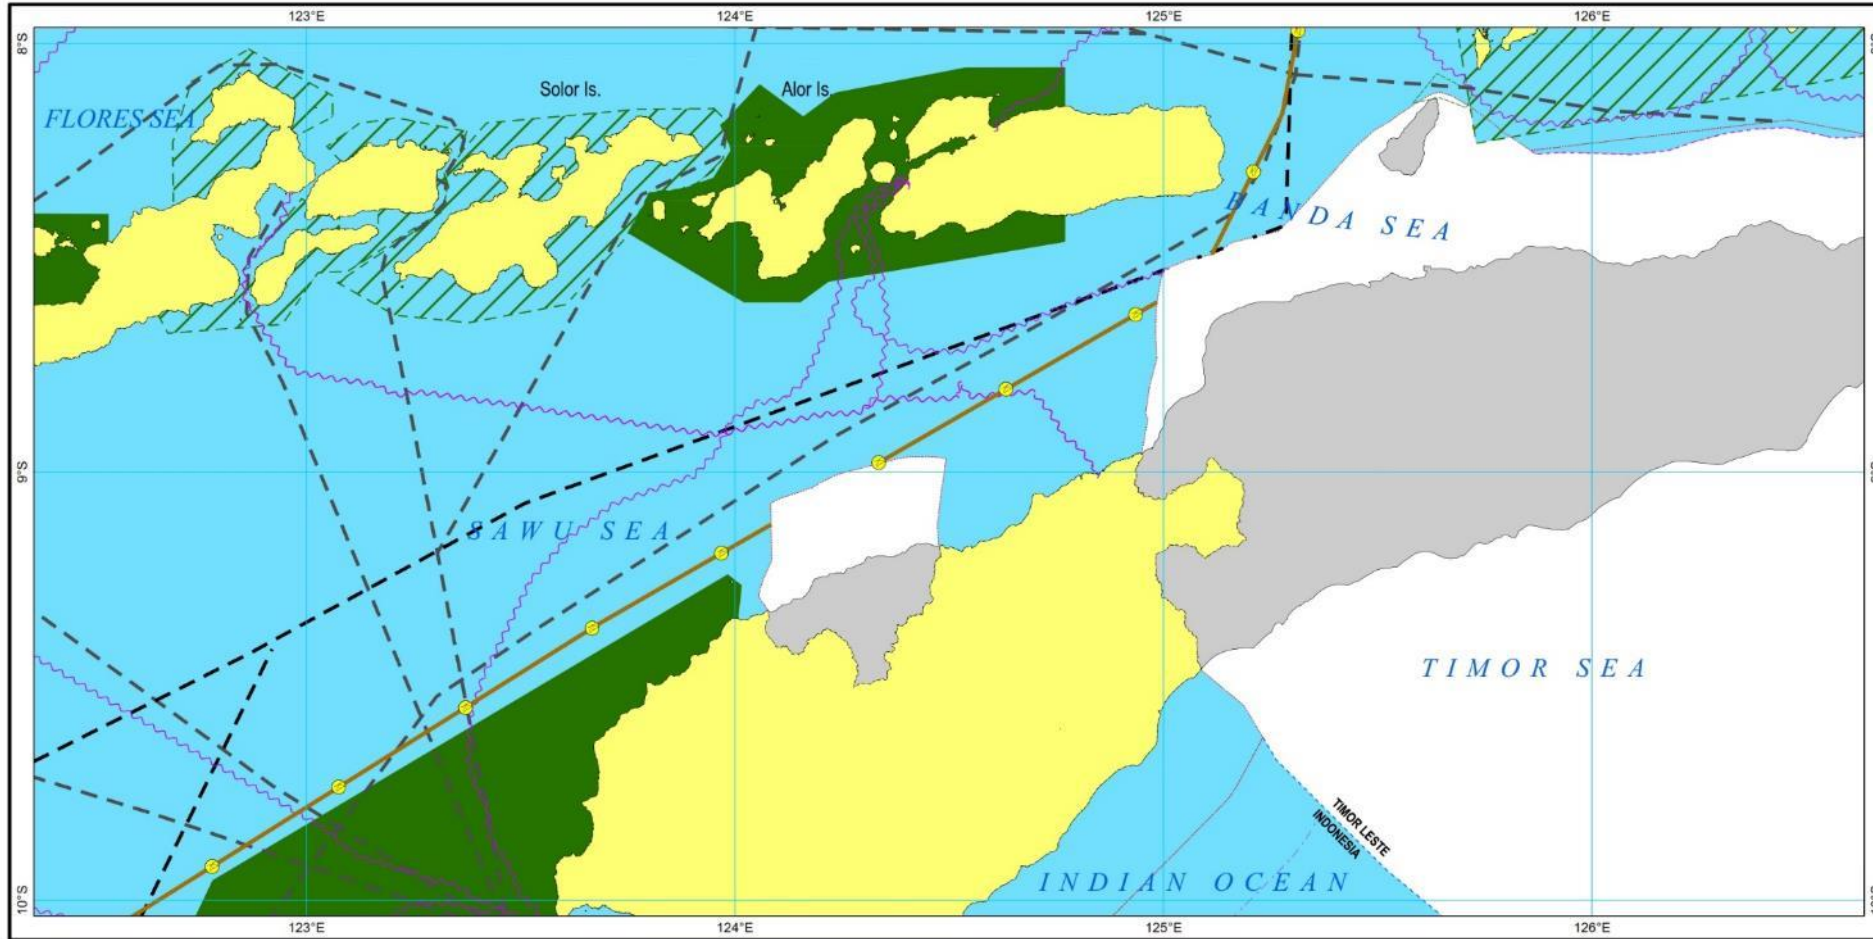 123°E 124°E 125°E 126°E
8°S
Solor Is. Alor Is.
FLORES SEA
BANDA SEA
9°S
SAWU SEA
TIMOR SEA
TIMOR LESTE
INDONESIA
INDIAN OCEAN
10°S
123°E 124°E 125°E 126°E